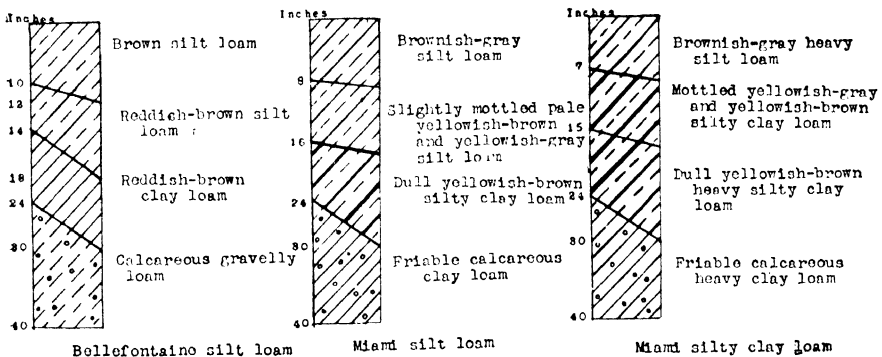 Inches
Brown silt loam
10
12
Reddish-brown silt
loam
14
18
Reddish-brown
clay loam
24
30
Calcareous gravelly
loam
40
Bellefontaine silt loam
Inches
Brownish-gray
silt loam
8
Slightly mottled pale
yellowish-brown
and yellowish-gray
silt loam
16
Dull yellowish-brown
silty clay loam
24
30
Friable calcareous
clay loam
40
Miami silt loam
Inches
Brownish-gray heavy
silt loam
7
Mottled yellowish-gray
and yellowish-brown
silty clay loam
15
Dull yellowish-brown
heavy silty clay
loam
24
30
Friable calcareous
heavy clay loam
40
Miami silty clay loam